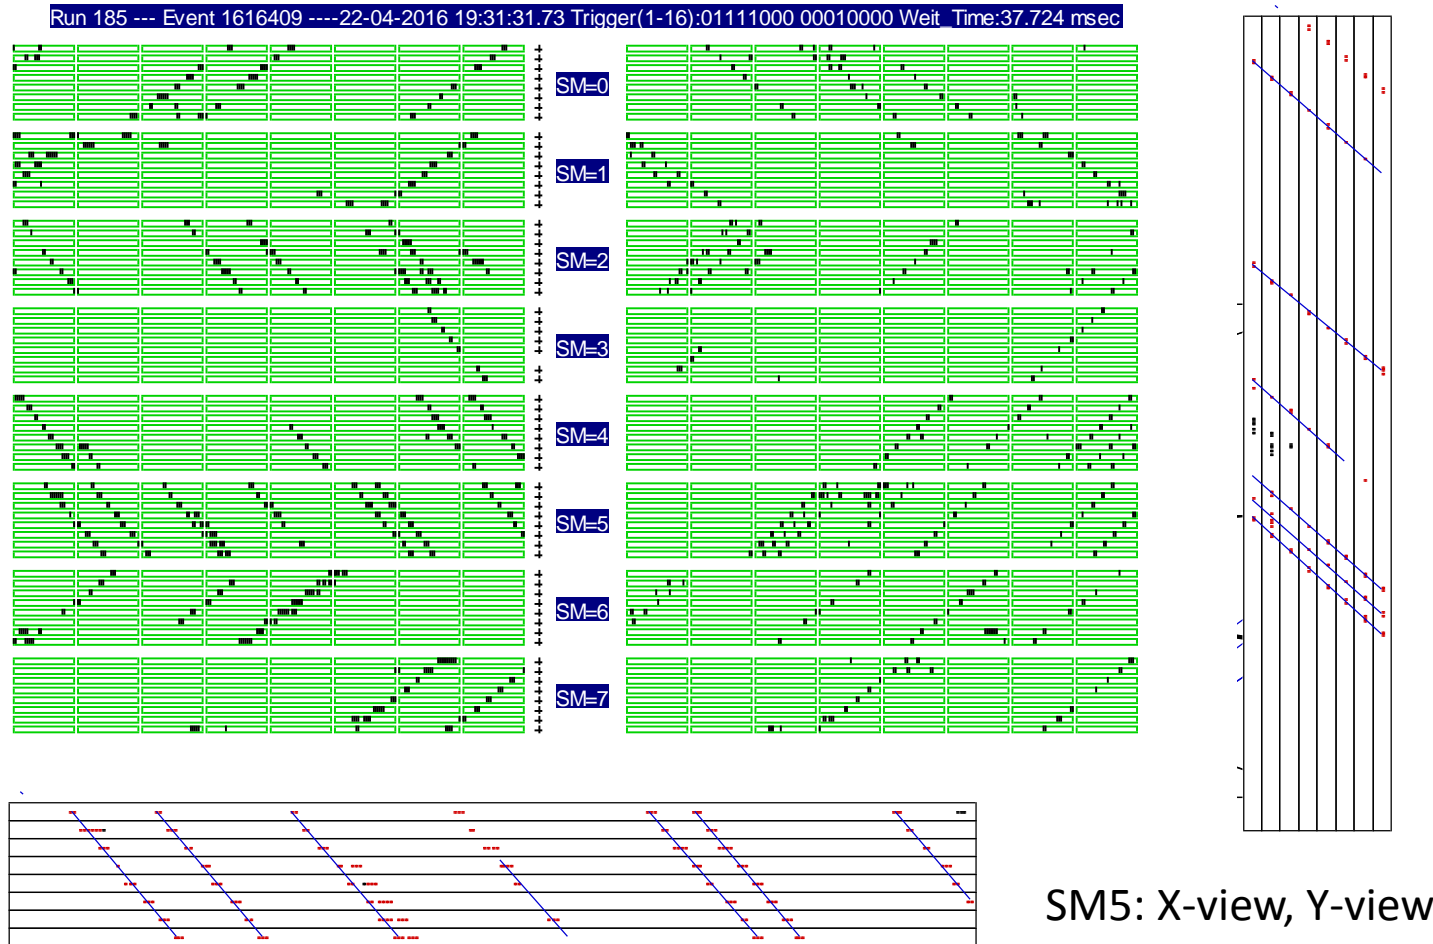 Run 185 --- Event 1616409 ----22-04-2016 19:31:31.73 Trigger(1-16):01111000 00010000 Weit_Time:37.724 msec
SM=0
SM=1
SM=2
SM=3
SM=4
SM=5
SM=6
SM=7
SM5: X-view, Y-view